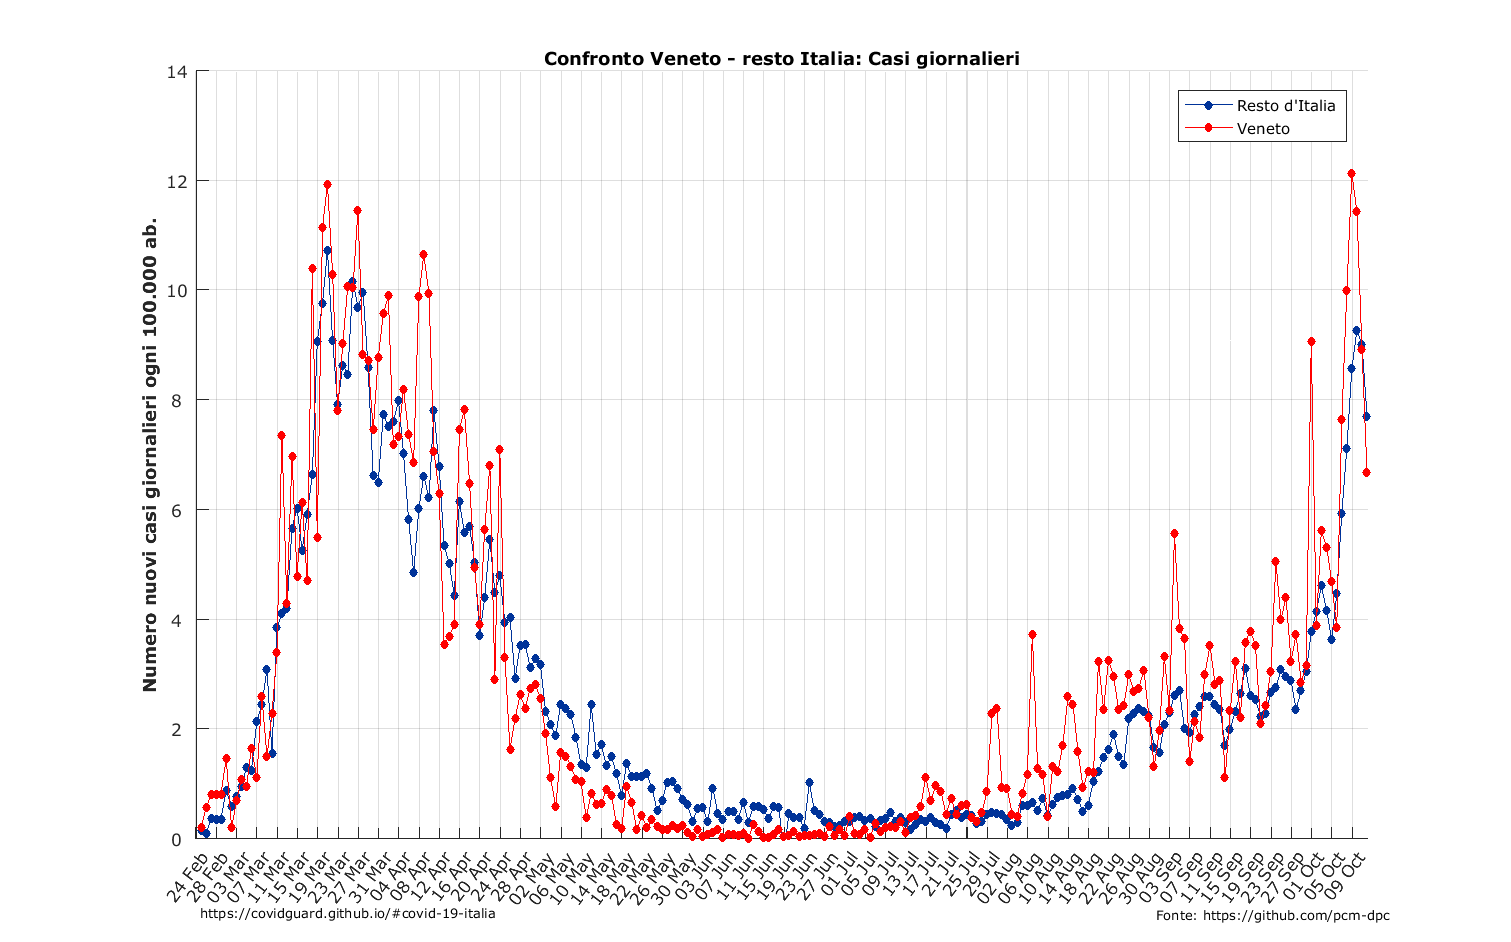 Confronto Veneto - resto Italia: Casi giornalieri
Numero nuovi casi giornalieri ogni 100.000 ab.
14
12
10
8
6
4
2
0
Resto d'Italia
Veneto
24 Feb
28 Feb
03 Mar
07 Mar
11 Mar
15 Mar
19 Mar
23 Mar
27 Mar
31 Mar
04 Apr
08 Apr
12 Apr
16 Apr
20 Apr
24 Apr
28 Apr
02 May
06 May
10 May
14 May
18 May
22 May
26 May
30 May
03 Jun
07 Jun
11 Jun
15 Jun
19 Jun
23 Jun
27 Jun
01 Jul
05 Jul
09 Jul
13 Jul
17 Jul
21 Jul
25 Jul
29 Jul
02 Aug
06 Aug
10 Aug
14 Aug
18 Aug
22 Aug
26 Aug
30 Aug
03 Sep
07 Sep
11 Sep
15 Sep
19 Sep
23 Sep
27 Sep
01 Oct
05 Oct
09 Oct
https://covidguard.github.io/#covid-19-italia
Fonte: https://github.com/pcm-dpc